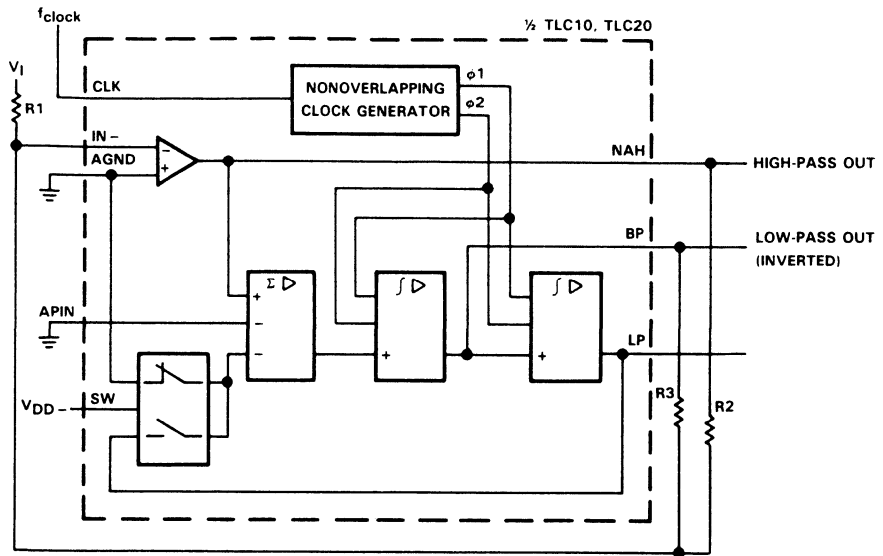 fclock
½ TLC10, TLC20
VI
CLK
NONOVERLAPPING
CLOCK GENERATOR
φ1
φ2
R1
IN −
AGND
−
+
NAH
HIGH-PASS OUT
BP
LOW-PASS OUT
(INVERTED)
Σ ▷
∫ ▷
∫ ▷
+
APIN
−
−
+
+
LP
VDD −
SW
R3
R2